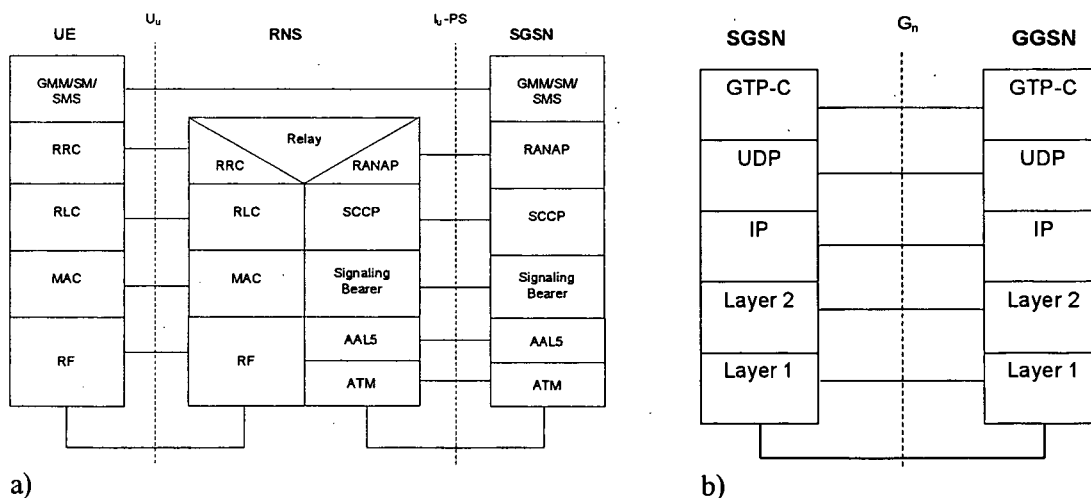 Uu
Iu-PS
UE
RNS
SGSN
GMM/SM/
SMS
GMM/SM/
SMS
Relay
RRC
RRC
RANAP
RANAP
RLC
RLC
SCCP
SCCP
MAC
MAC
Signaling
Bearer
Signaling
Bearer
RF
RF
AAL5
AAL5
ATM
ATM
a)
Gn
SGSN
GGSN
GTP-C
GTP-C
UDP
UDP
IP
IP
Layer 2
Layer 2
Layer 1
Layer 1
b)